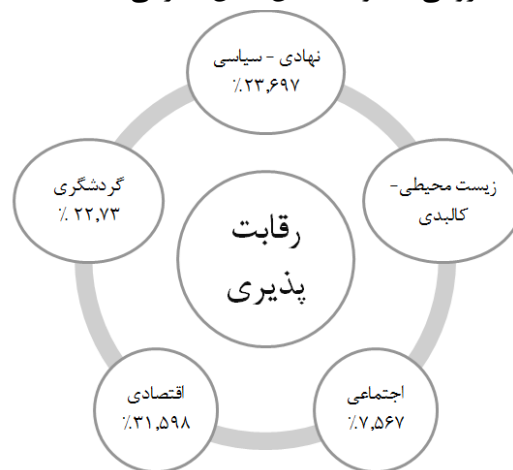 نهادی - سیاسی
٪۲۳,۶۹۷
زیست محیطی-
کالبدی
گردشگری
٪ ۲۲,۷۳
رقابت
پذیری
اجتماعی
٪۷,۵۶۷
اقتصادی
٪۳۱,۵۹۸